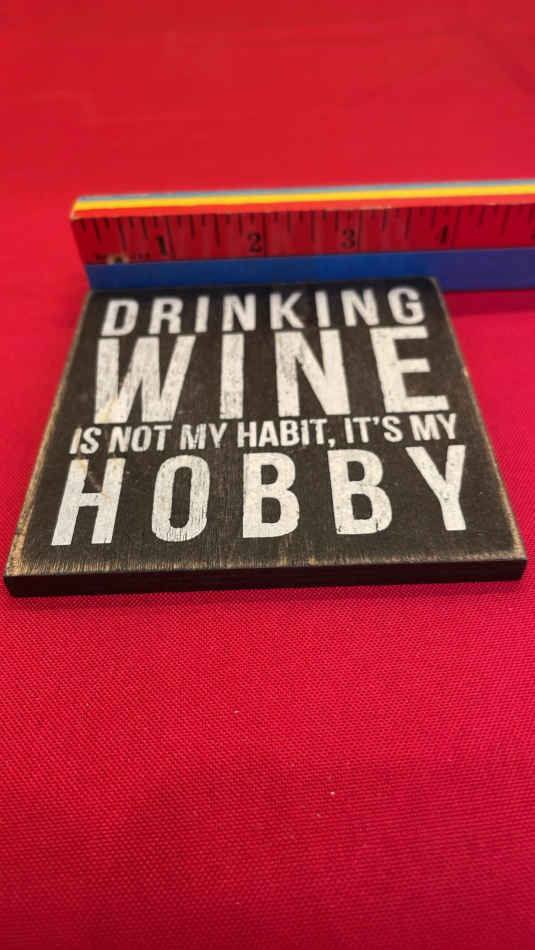 1 2 3 4
DRINKING
WINE
IS NOT MY HABIT, IT'S MY
HOBBY